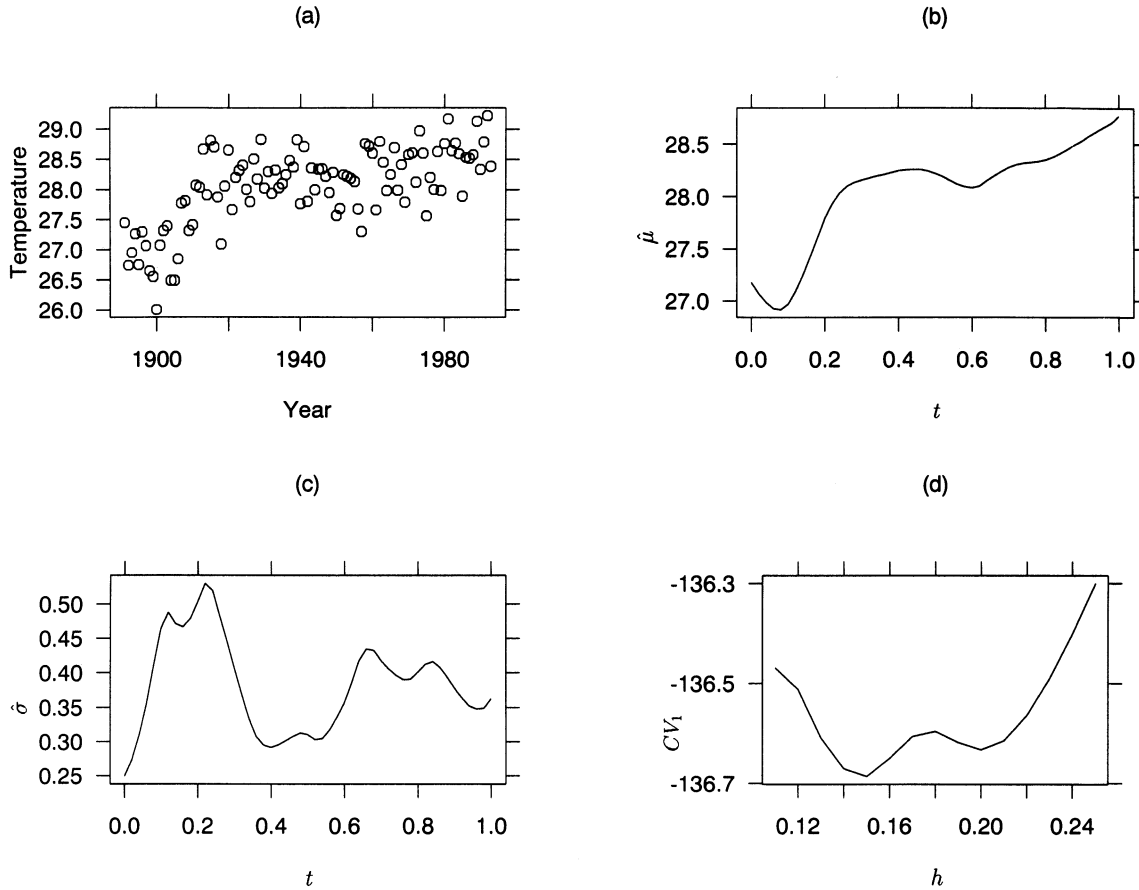 (a)
Temperature
29.0
28.5
28.0
27.5
27.0
26.5
26.0
1900 1940 1980
Year
(b)
μ̂
28.5
28.0
27.5
27.0
0.0 0.2 0.4 0.6 0.8 1.0
t
(c)
σ̂
0.50
0.45
0.40
0.35
0.30
0.25
0.0 0.2 0.4 0.6 0.8 1.0
t
(d)
CV₁
-136.3
-136.5
-136.7
0.12 0.16 0.20 0.24
h